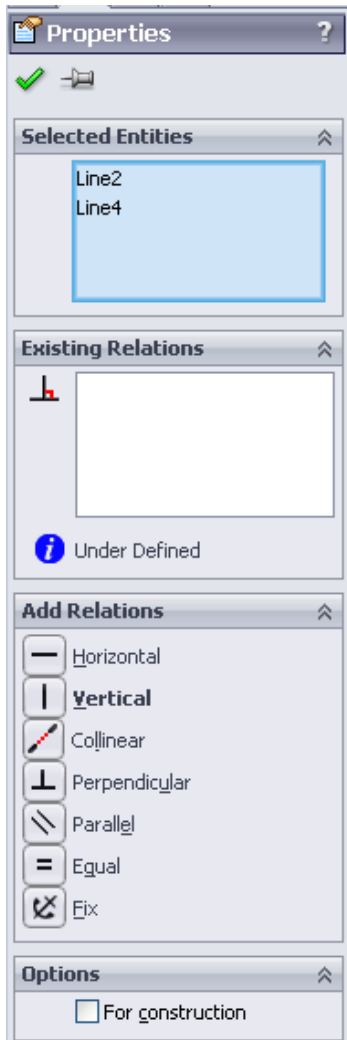 Properties ?
Selected Entities
Line2
Line4
Existing Relations
Under Defined
Add Relations
Horizontal
Vertical
Collinear
Perpendicular
Parallel
Equal
Fix
Options
For construction